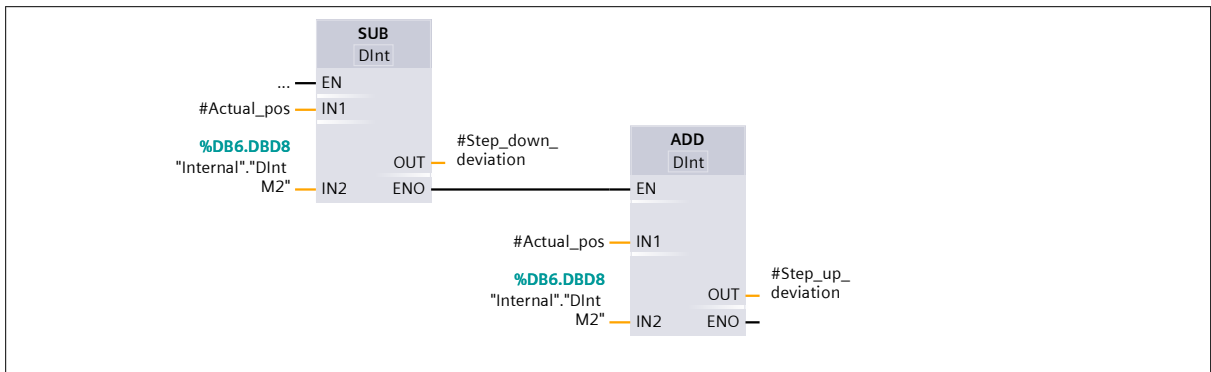 SUB
DInt
... EN
#Actual_pos IN1
%DB6.DBD8
"Internal"."DInt
M2" IN2
OUT #Step_down_
deviation
ENO
ADD
DInt
EN
#Actual_pos IN1
%DB6.DBD8
"Internal"."DInt
M2" IN2
OUT #Step_up_
deviation
ENO